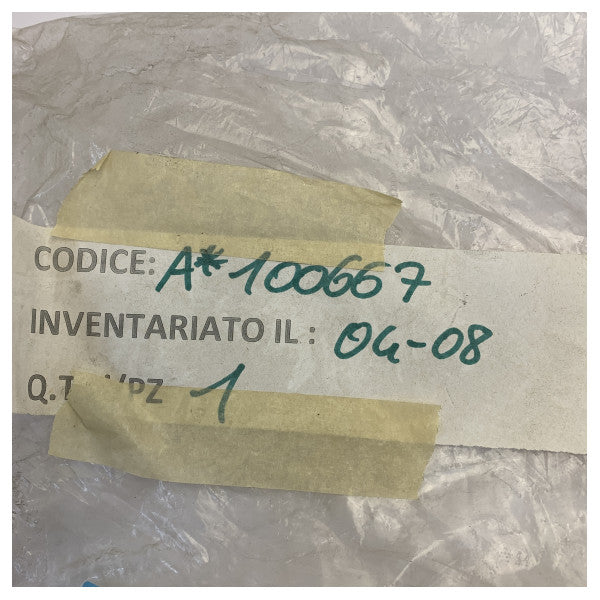 CODICE: A*100667
INVENTARIATO IL : 04-08
PZ 1